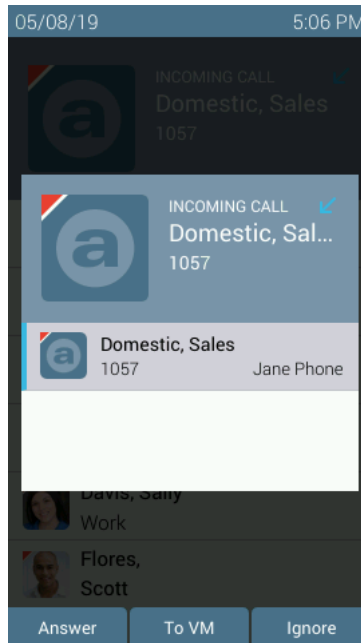 05/08/19 5:06 PM
INCOMING CALL
Domestic, Sales
1057
a
INCOMING CALL
Domestic, Sal...
1057
a
Domestic, Sales
1057 Jane Phone
Davis, Sally
Work
Flores,
Scott
Answer To VM Ignore